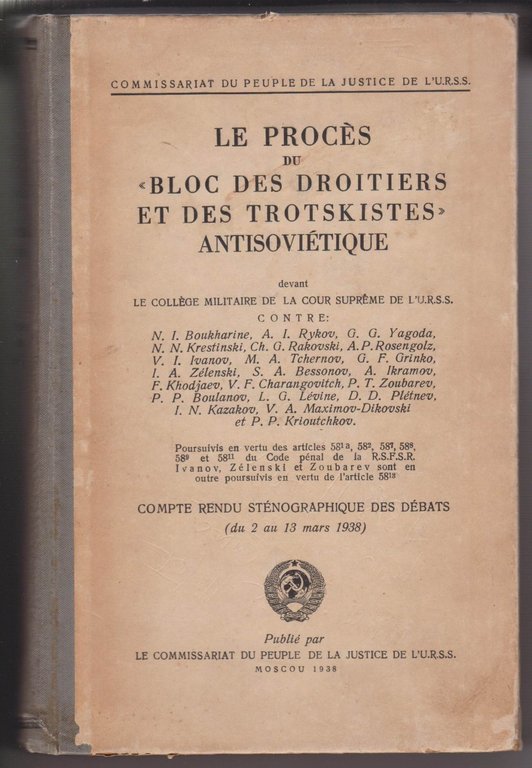 COMMISSARIAT DU PEUPLE DE LA JUSTICE DE L'U.R.S.S.
LE PROCÈS
DU
«BLOC DES DROITIERS
ET DES TROTSKISTES»
ANTISOVIÉTIQUE
devant
LE COLLÈGE MILITAIRE DE LA COUR SUPRÊME DE L'U.R.S.S.
CONTRE:
N. I. Boukharine, A. I. Rykov, G. G. Yagoda,
N. N. Krestinski, Ch. G. Rakovski, A. P. Rosengolz,
V. I. Ivanov, M. A. Tchernov, G. F. Grinko,
I. A. Zélenski, S. A. Bessonov, A. Ikramov,
F. Khodjaev, V. F. Charangovitch, P. T. Zoubarev,
P. P. Boulanov, L. G. Lévine, D. D. Plétnev,
I. N. Kazakov, V. A. Maximov-Dikovski
et P. P. Krioutchkov.
Poursuivis en vertu des articles 58¹ᵃ, 58², 58⁷, 58⁸,
58⁹ et 58¹¹ du Code pénal de la R.S.F.S.R.
Ivanov, Zélenski et Zoubarev sont en
outre poursuivis en vertu de l'article 58¹³
COMPTE RENDU STÉNOGRAPHIQUE DES DÉBATS
(du 2 au 13 mars 1938)
Publié par
LE COMMISSARIAT DU PEUPLE DE LA JUSTICE DE L'U.R.S.S.
MOSCOU 1938